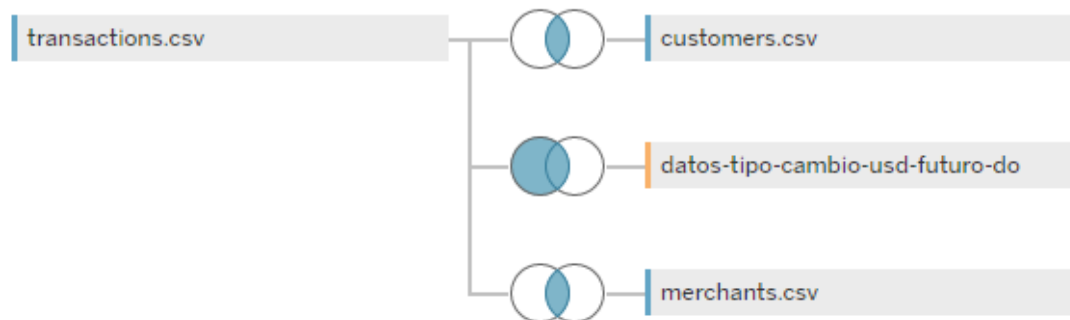 transactions.csv
customers.csv
datos-tipo-cambio-usd-futuro-do
merchants.csv